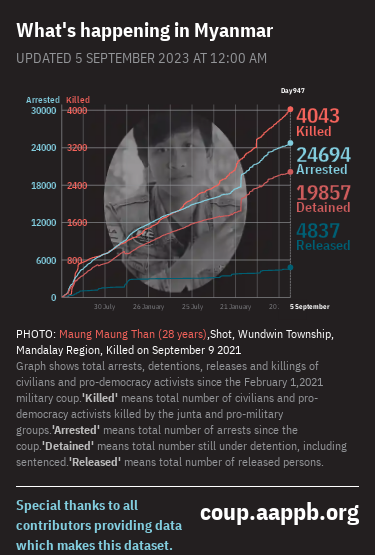 What's happening in Myanmar
UPDATED 5 SEPTEMBER 2023 AT 12:00 AM
Day947
Arrested Killed
30000 4000
24000 3200
18000 2400
12000 1600
6000 800
0
4043
Killed
24694
Arrested
19857
Detained
4837
Released
30 July 26 January 25 July 21 January 20. 5 September
PHOTO: Maung Maung Than (28 years),Shot, Wundwin Township,
Mandalay Region, Killed on September 9 2021
Graph shows total arrests, detentions, releases and killings of
civilians and pro-democracy activists since the February 1,2021
military coup.'Killed' means total number of civilians and pro-
democracy activists killed by the junta and pro-military
groups.'Arrested' means total number of arrests since the
coup.'Detained' means total number still under detention, including
sentenced.'Released' means total number of released persons.
Special thanks to all
contributors providing data
which makes this dataset.
coup.aappb.org